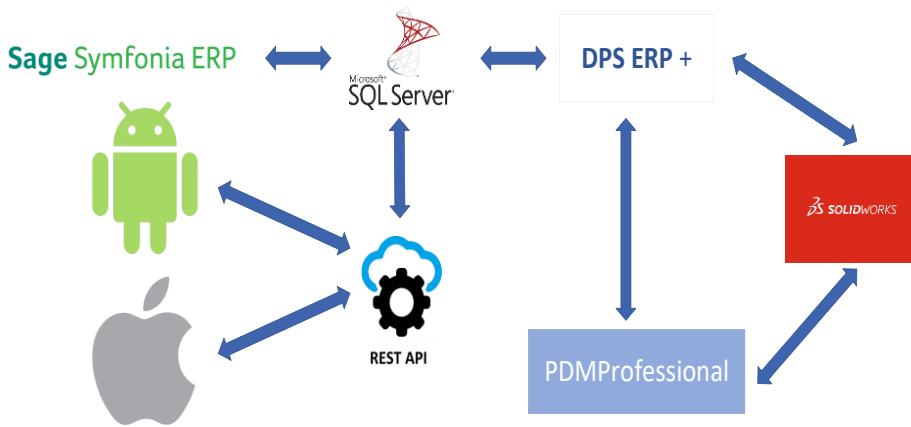 Sage Symfonia ERP
Microsoft®
SQL Server®
DPS ERP +
SOLIDWORKS
REST API
PDMProfessional